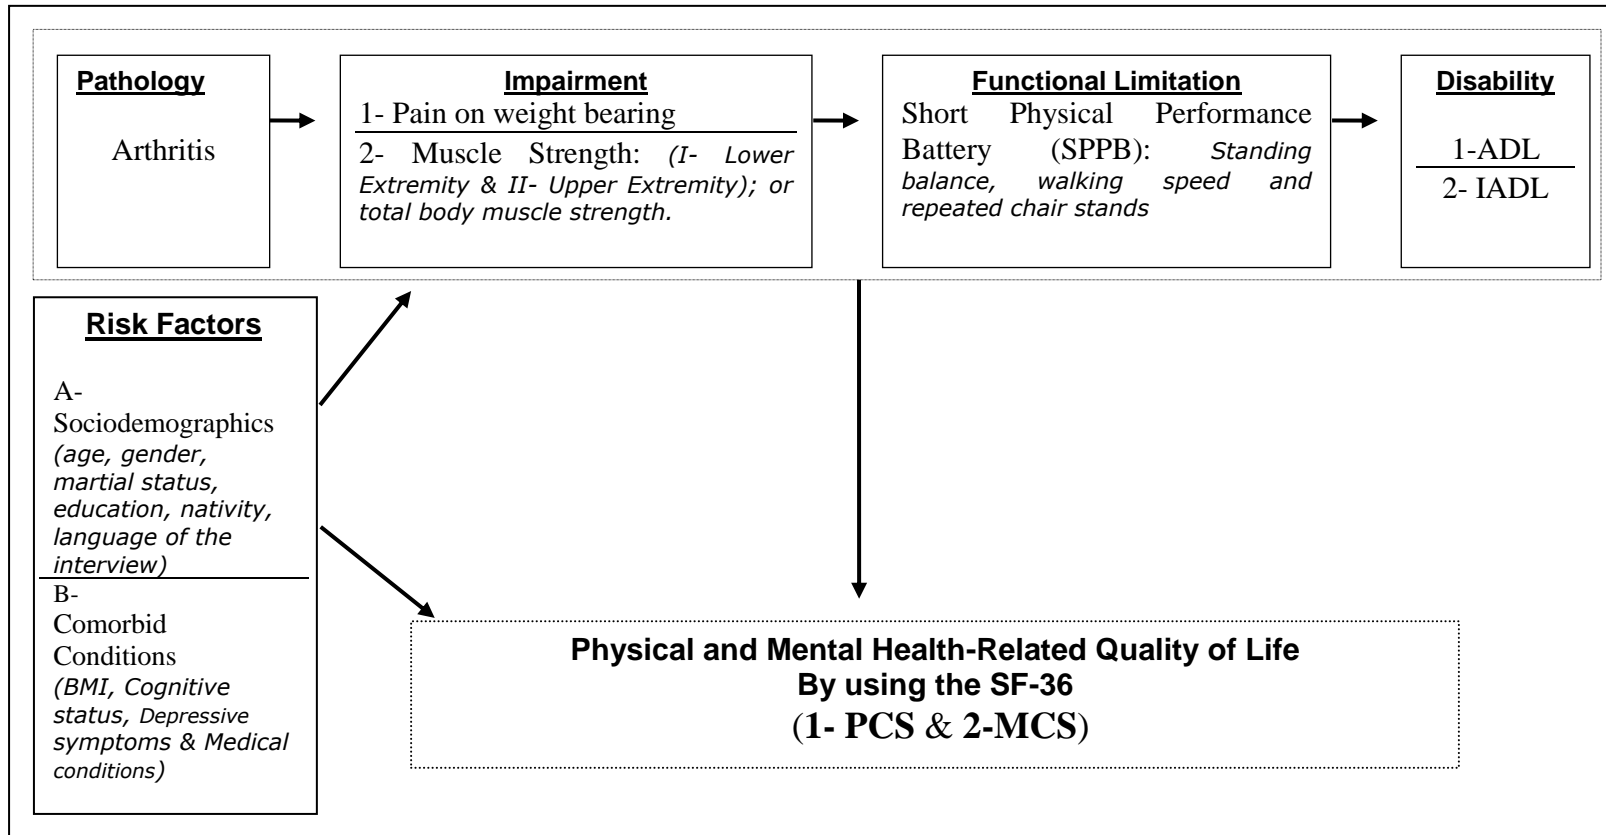 Pathology
Arthritis
Impairment
1- Pain on weight bearing
2- Muscle Strength: (I- Lower
Extremity & II- Upper Extremity); or
total body muscle strength.
Functional Limitation
Short Physical Performance
Battery (SPPB): Standing
balance, walking speed and
repeated chair stands
Disability
1-ADL
2- IADL
Risk Factors
A-
Sociodemographics
(age, gender,
martial status,
education, nativity,
language of the
interview)
B-
Comorbid
Conditions
(BMI, Cognitive
status, Depressive
symptoms & Medical
conditions)
Physical and Mental Health-Related Quality of Life
By using the SF-36
(1- PCS & 2-MCS)